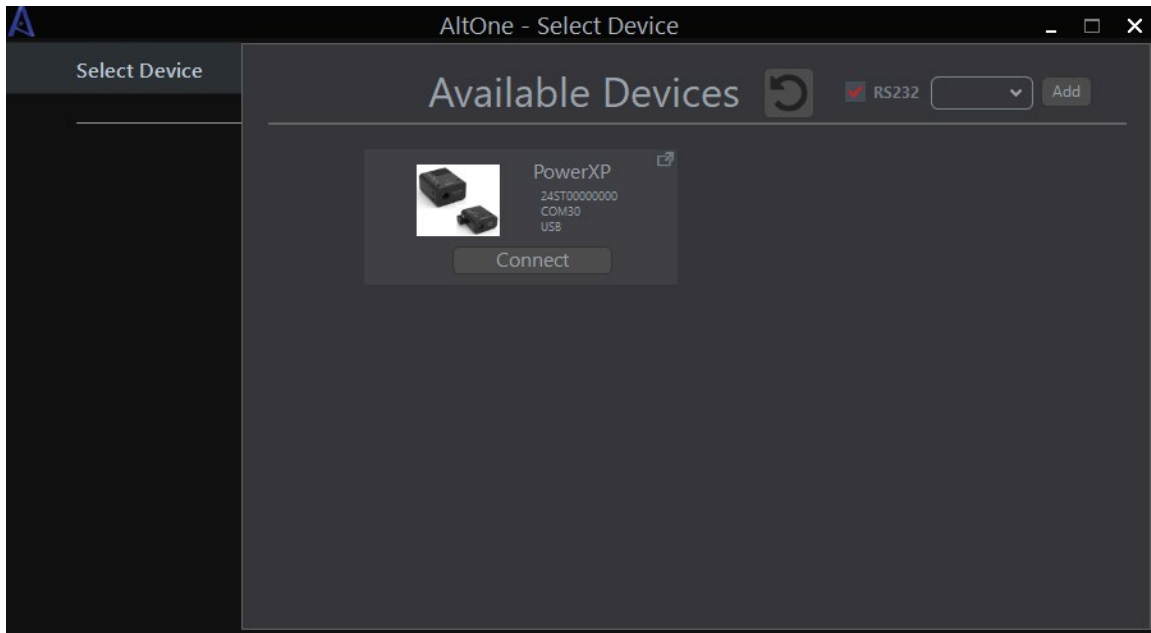 AltOne - Select Device
Select Device
Available Devices
RS232
Add
PowerXP
24ST00000000
COM30
USB
Connect